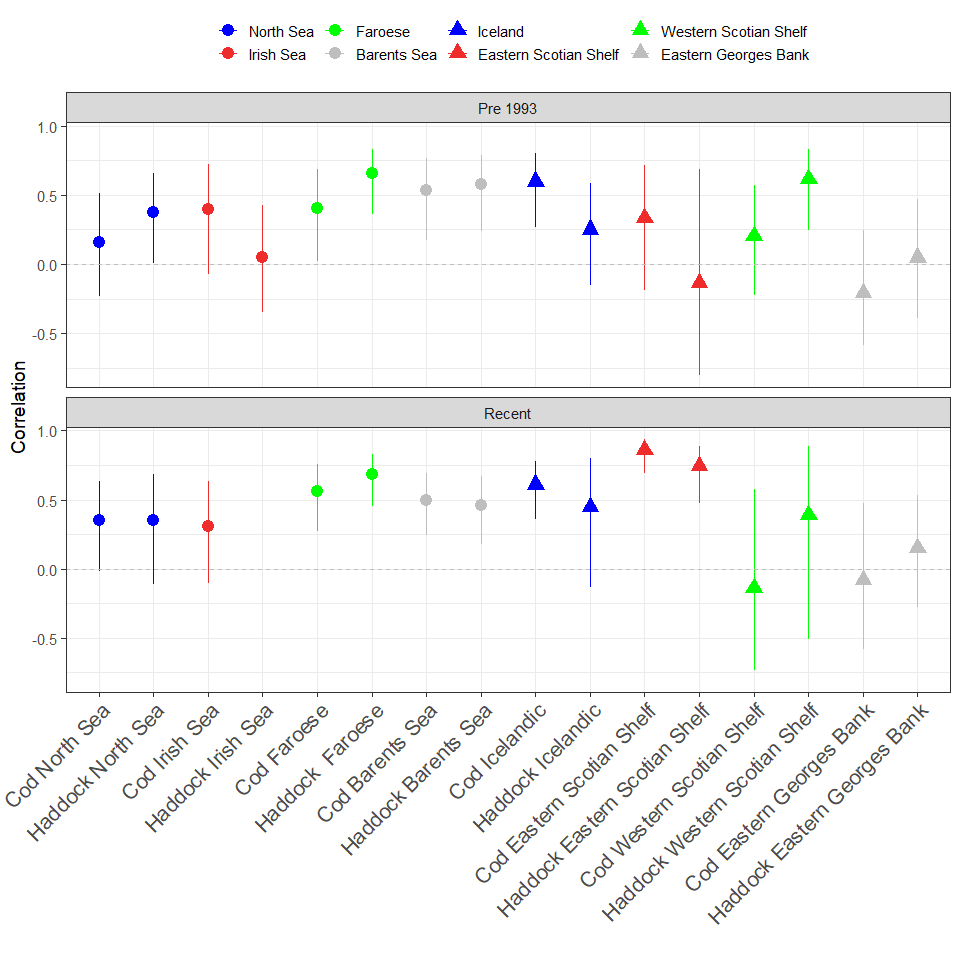 North Sea Faroese Iceland Western Scotian Shelf
Irish Sea Barents Sea Eastern Scotian Shelf Eastern Georges Bank
Pre 1993
1.0
0.5
0.0
-0.5
Correlation
Recent
1.0
0.5
0.0
-0.5
Cod North Sea
Haddock North Sea
Cod Irish Sea
Haddock Irish Sea
Cod Faroese
Haddock Faroese
Cod Barents Sea
Haddock Barents Sea
Cod Icelandic
Haddock Icelandic
Cod Eastern Scotian Shelf
Haddock Eastern Scotian Shelf
Cod Western Scotian Shelf
Haddock Western Scotian Shelf
Cod Eastern Georges Bank
Haddock Eastern Georges Bank